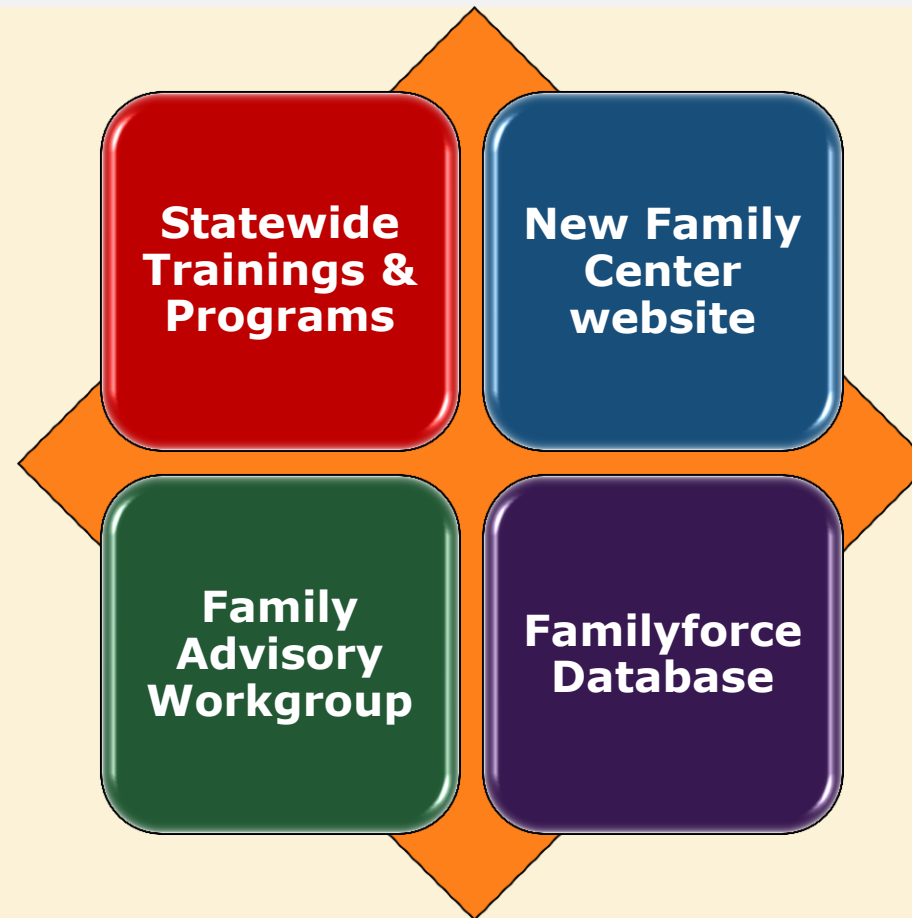 Statewide
Trainings &
Programs
New Family
Center
website
Family
Advisory
Workgroup
Familyforce
Database